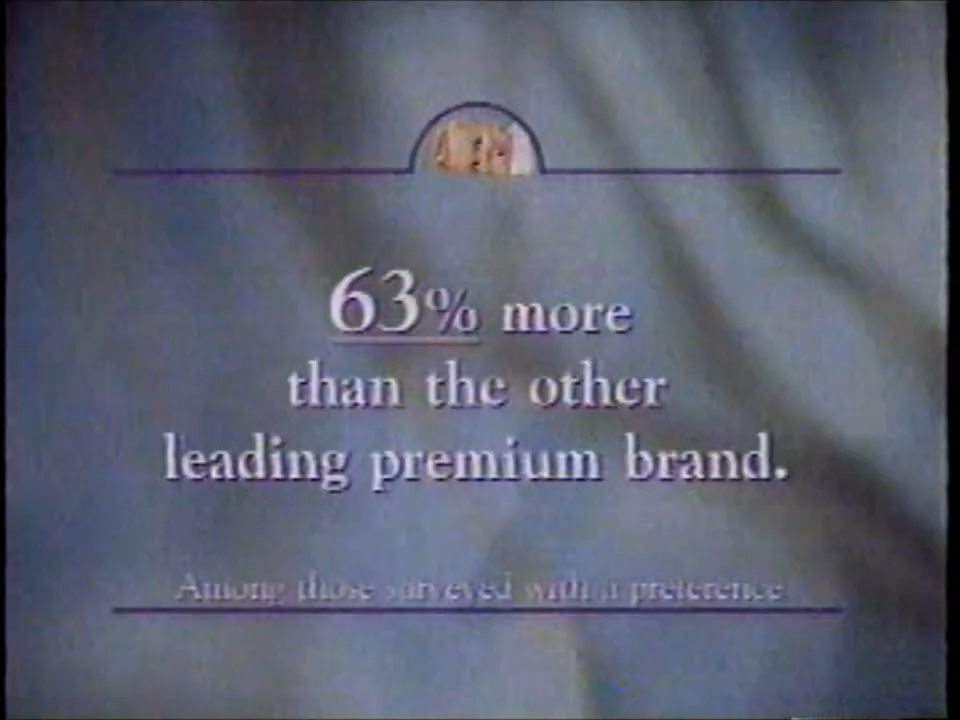 63% more
than the other
leading premium brand.
Among those surveyed with a preference